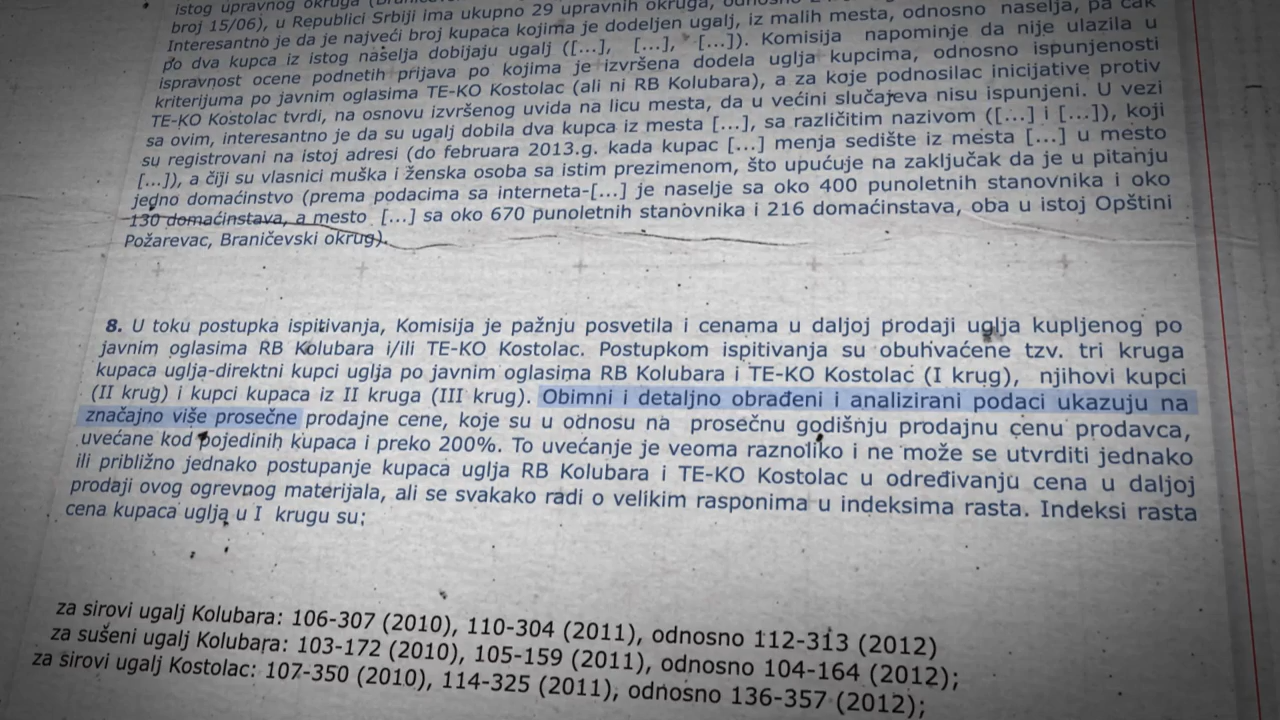 istog upravnog okruga
broj 15/06), u Republici Srbiji ima ukupno 29 upravnih okruga, odnosno
Interesantno je da je najveći broj kupaca kojima je dodeljen ugalj, iz malih mesta, odnosno naselja, pa čak
po dva kupca iz istog naselja dobijaju ugalj ([...], [...], [...]). Komisija napominje da nije ulazila u
ispravnost ocene podnetih prijava po kojima je izvršena dodela uglja kupcima, odnosno ispunjenosti
kriterijuma po javnim oglasima TE-KO Kostolac (ali ni RB Kolubara), a za koje podnosilac inicijative protiv
TE-KO Kostolac tvrdi, na osnovu izvršenog uvida na licu mesta, da u većini slučajeva nisu ispunjeni. U vezi
sa ovim, interesantno je da su ugalj dobila dva kupca iz mesta [...], sa različitim nazivom ([...] i [...]), koji
su registrovani na istoj adresi (do februara 2013.g. kada kupac [...] menja sedište iz mesta [...] u mesto
[...]), a čiji su vlasnici muška i ženska osoba sa istim prezimenom, što upućuje na zaključak da je u pitanju
jedno domaćinstvo (prema podacima sa interneta-[...] je naselje sa oko 400 punoletnih stanovnika i oko
130 domaćinstava, a mesto [...] sa oko 670 punoletnih stanovnika i 216 domaćinstava, oba u istoj Opštini
Požarevac, Braničevski okrug).
8. U toku postupka ispitivanja, Komisija je pažnju posvetila i cenama u daljoj prodaji uglja kupljenog po
javnim oglasima RB Kolubara i/ili TE-KO Kostolac. Postupkom ispitivanja su obuhvaćene tzv. tri kruga
kupaca uglja-direktni kupci uglja po javnim oglasima RB Kolubara i TE-KO Kostolac (I krug), njihovi kupci
(II krug) i kupci kupaca iz II kruga (III krug). Obimni i detaljno obrađeni i analizirani podaci ukazuju na
značajno više prosečne prodajne cene, koje su u odnosu na prosečnu godišnju prodajnu cenu prodavca,
uvećane kod pojedinih kupaca i preko 200%. To uvećanje je veoma raznoliko i ne može se utvrditi jednako
ili približno jednako postupanje kupaca uglja RB Kolubara i TE-KO Kostolac u određivanju cena u daljoj
prodaji ovog ogrevnog materijala, ali se svakako radi o velikim rasponima u indeksima rasta. Indeksi rasta
cena kupaca uglja u I krugu su:
za sirovi ugalj Kolubara: 106-307 (2010), 110-304 (2011), odnosno 112-313 (2012)
za sušeni ugalj Kolubara: 103-172 (2010), 105-159 (2011), odnosno 104-164 (2012);
za sirovi ugalj Kostolac: 107-350 (2010), 114-325 (2011), odnosno 136-357 (2012);